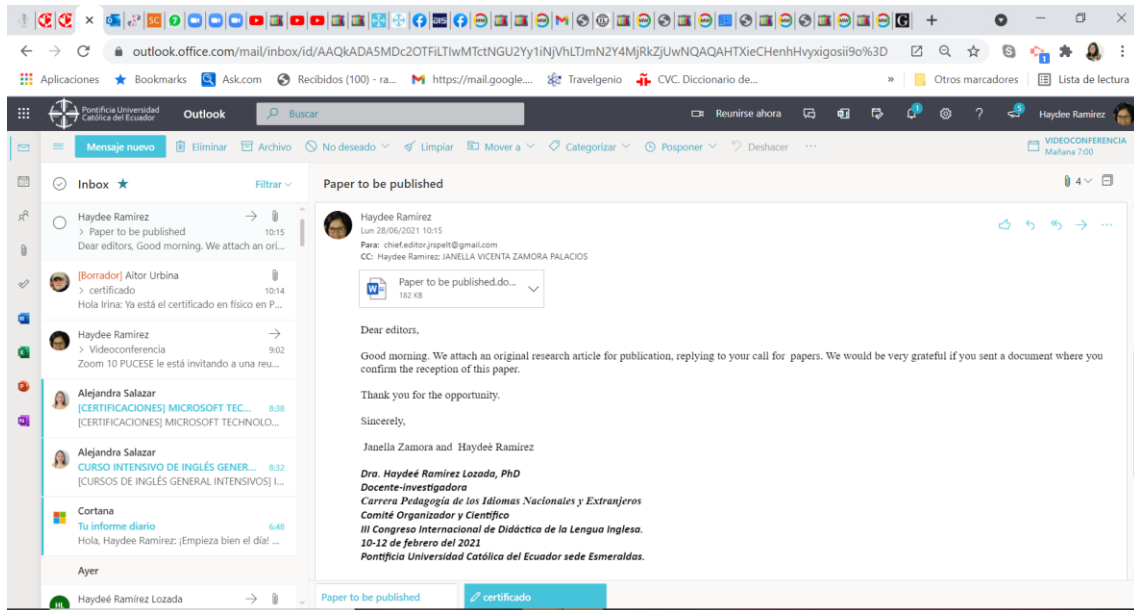 outlook.office.com/mail/inbox/id/AAQkADA5MDc2OTFiLTIwMTctNGU2Yy1iNjVhLTJmN2Y4MjRkZjUwNQAQAHTXieCHenhHvyxigosii9o%3D
Aplicaciones Bookmarks Ask.com Recibidos (100) - ra... https://mail.google.... Travelgenio CVC. Diccionario de... » Otros marcadores Lista de lectura
Pontificia Universidad
Católica del Ecuador
Outlook Buscar Reunirse ahora 1 ? 5 Haydee Ramirez
Mensaje nuevo Eliminar Archivo No deseado Limpiar Mover a Categorizar Posponer Deshacer ...
VIDEOCONFERENCIA
Mañana 7:00
Inbox ★ Filtrar
Haydee Ramirez
> Paper to be published 10:15
Dear editors, Good morning. We attach an ori...
[Borrador] Aitor Urbina
> certificado 10:14
Hola Irina: Ya está el certificado en físico en P...
Haydee Ramirez
> Videoconferencia 9:02
Zoom 10 PUCESE le está invitando a una reu...
Alejandra Salazar
[CERTIFICACIONES] MICROSOFT TEC... 8:38
[CERTIFICACIONES] MICROSOFT TECHNOLO...
Alejandra Salazar
CURSO INTENSIVO DE INGLÉS GENER... 8:32
[CURSOS DE INGLÉS GENERAL INTENSIVOS] I...
Cortana
Tu informe diario 6:48
Hola, Haydee Ramirez: ¡Empieza bien el día! ...
Ayer
HL Haydeé Ramírez Lozada
Paper to be published 4
Haydee Ramirez
Lun 28/06/2021 10:15
Para: chief.editor.jrspelt@gmail.com
CC: Haydee Ramirez; JANELLA VICENTA ZAMORA PALACIOS
Paper to be published.do...
182 KB
Dear editors,
Good morning. We attach an original research article for publication, replying to your call for papers. We would be very grateful if you sent a document where you
confirm the reception of this paper.
Thank you for the opportunity.
Sincerely,
Janella Zamora and Haydeè Ramírez
Dra. Haydeé Ramírez Lozada, PhD
Docente-investigadora
Carrera Pedagogía de los Idiomas Nacionales y Extranjeros
Comité Organizador y Científico
III Congreso Internacional de Didáctica de la Lengua Inglesa.
10-12 de febrero del 2021
Pontificia Universidad Católica del Ecuador sede Esmeraldas.
Paper to be published certificado